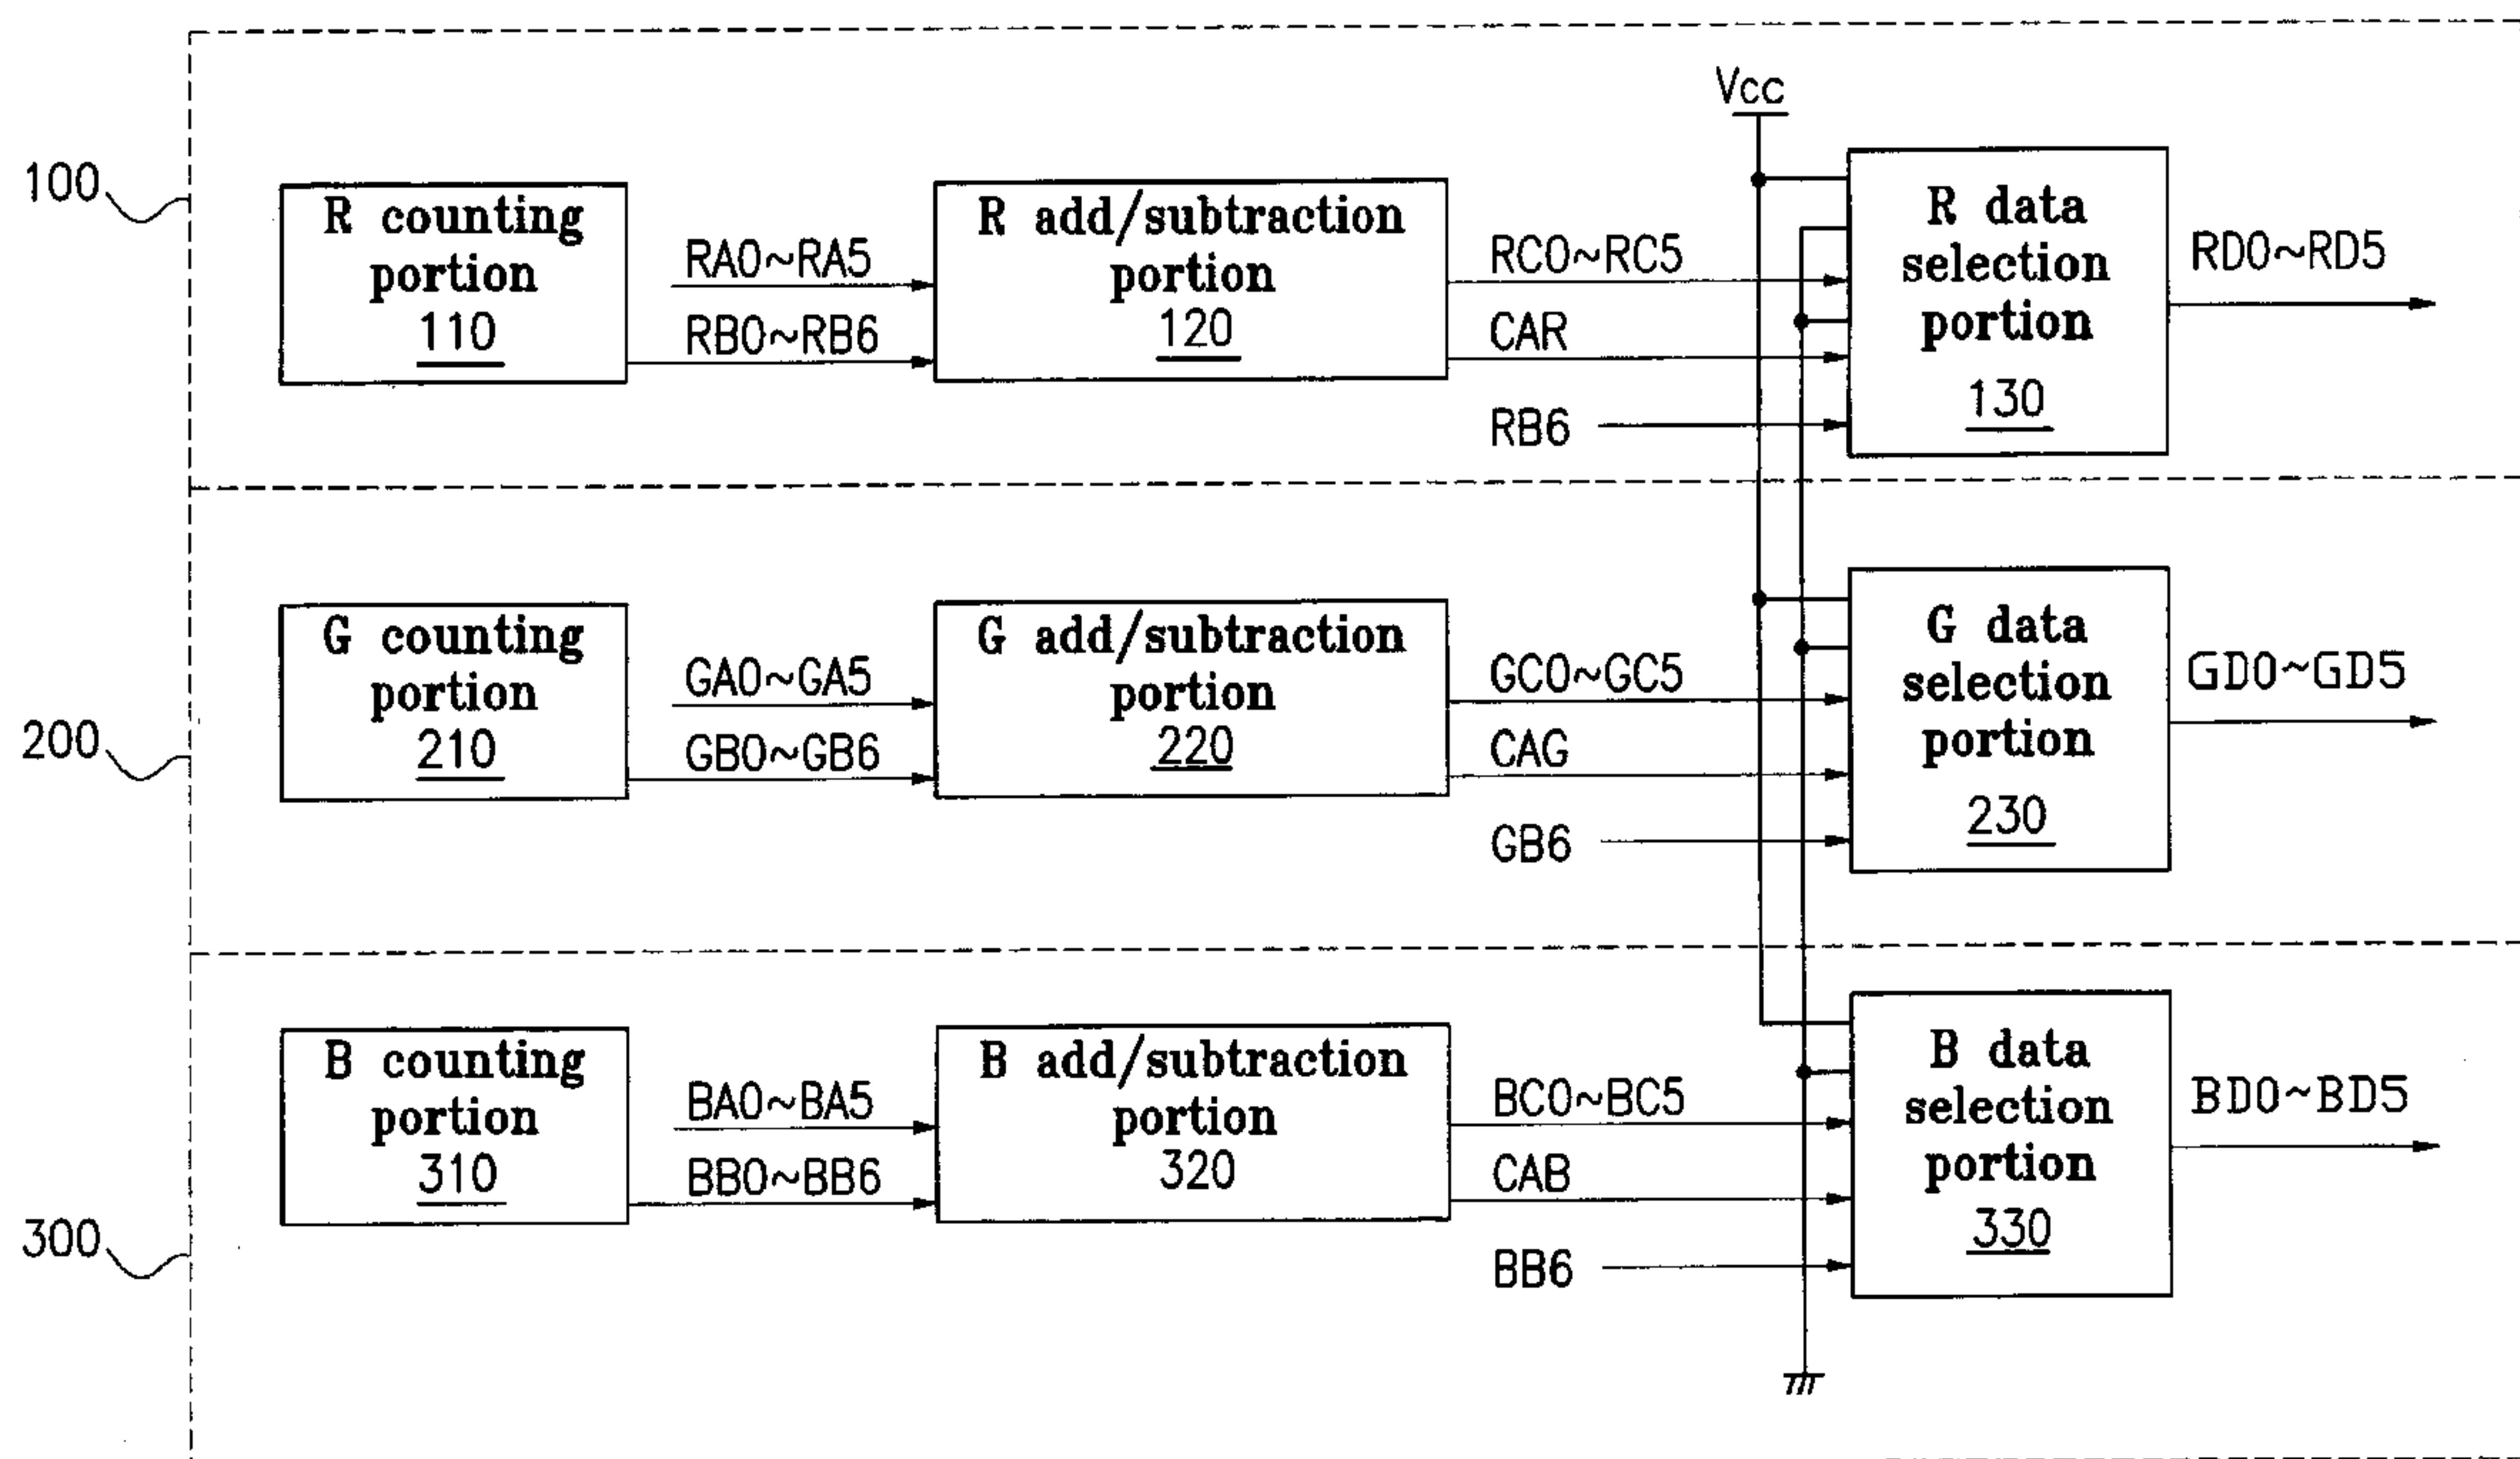 Vcc
100
R counting
portion
110
RA0~RA5
RB0~RB6
R add/subtraction
portion
120
RC0~RC5
CAR
RB6
R data
selection
portion
130
RD0~RD5
200
G counting
portion
210
GA0~GA5
GB0~GB6
G add/subtraction
portion
220
GC0~GC5
CAG
GB6
G data
selection
portion
230
GD0~GD5
300
B counting
portion
310
BA0~BA5
BB0~BB6
B add/subtraction
portion
320
BC0~BC5
CAB
BB6
B data
selection
portion
330
BD0~BD5